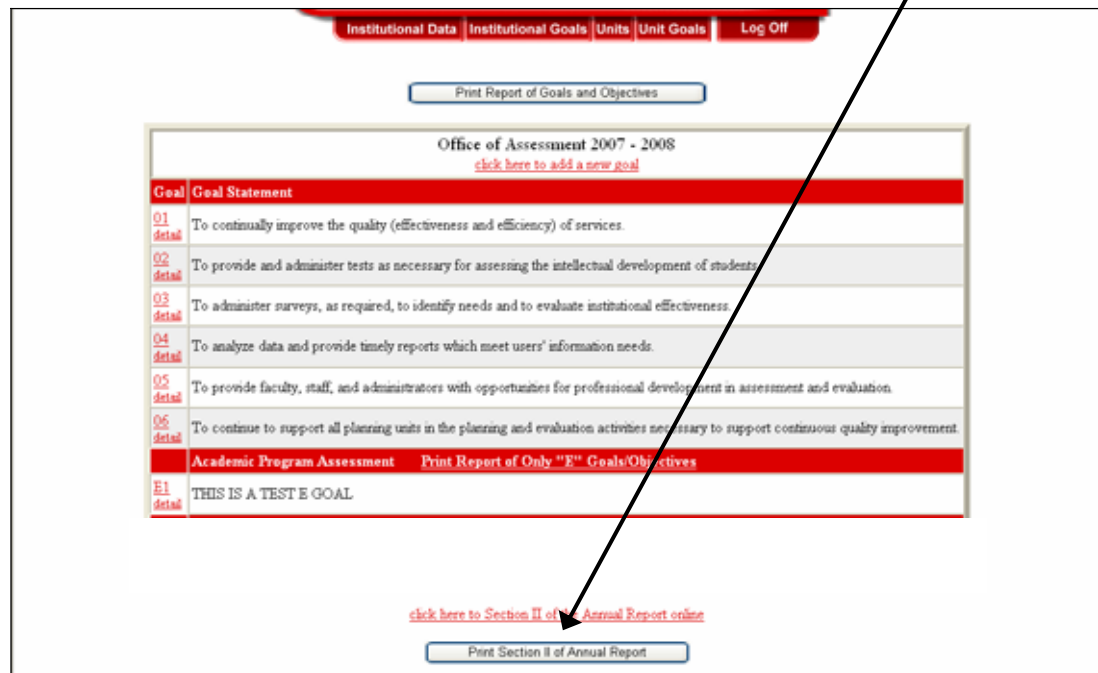 Institutional Data Institutional Goals Units Unit Goals Log Off
Print Report of Goals and Objectives
Office of Assessment 2007 - 2008
click here to add a new goal
Goal Goal Statement
01 detail To continually improve the quality (effectiveness and efficiency) of services.
02 detail To provide and administer tests as necessary for assessing the intellectual development of students.
03 detail To administer surveys, as required, to identify needs and to evaluate institutional effectiveness.
04 detail To analyze data and provide timely reports which meet users' information needs.
05 detail To provide faculty, staff, and administrators with opportunities for professional development in assessment and evaluation.
06 detail To continue to support all planning units in the planning and evaluation activities necessary to support continuous quality improvement.
Academic Program Assessment Print Report of Only "E" Goals/Objectives
E1 detail THIS IS A TEST E GOAL
click here to Section II of the Annual Report online
Print Section II of Annual Report